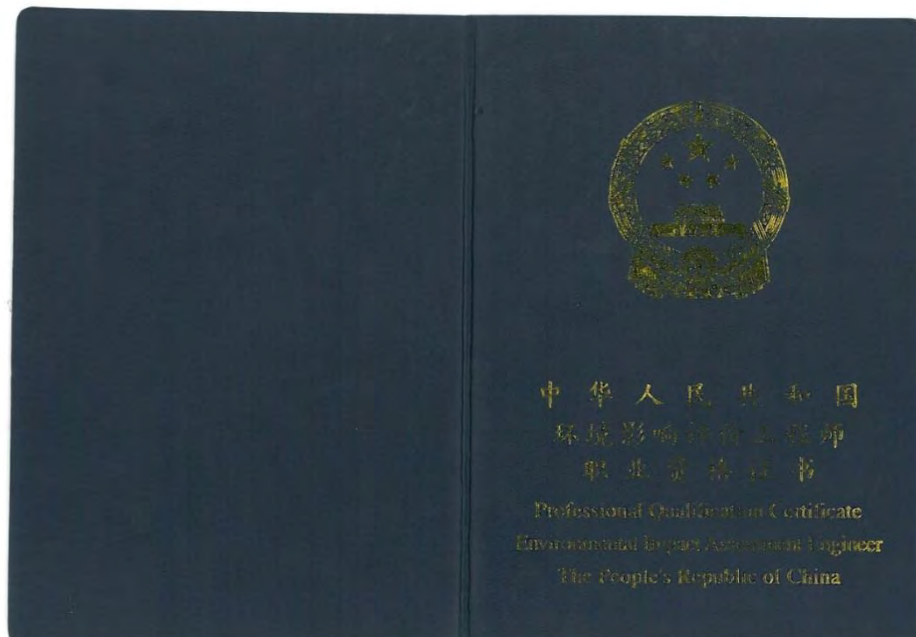 中华人民共和国
环境影响评价工程师
职业资格证书
Professional Qualification Certificate
Environmental Impact Assessment Engineer
The People's Republic of China